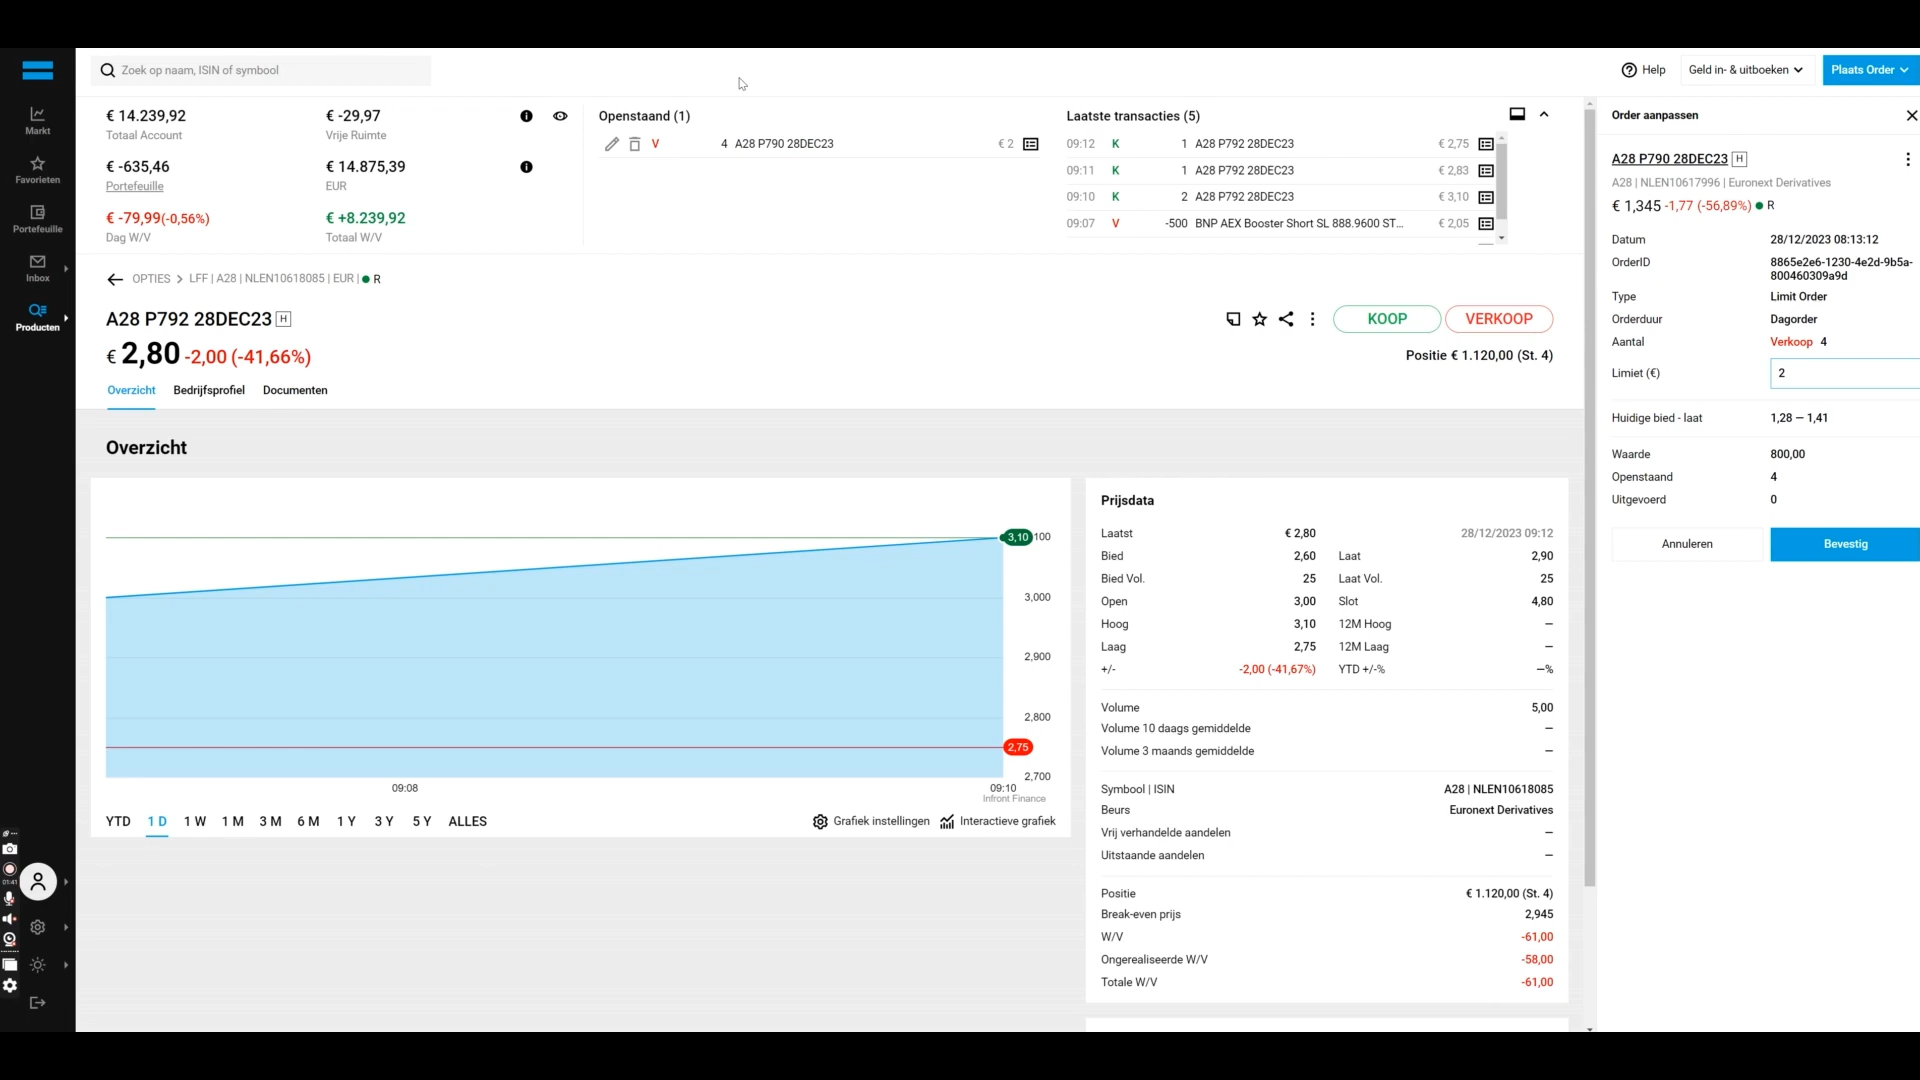 Zoek op naam, ISIN of symbool
Help
Geld in- & uitboeken
Plaats Order
Markt
Favorieten
Portefeuille
Inbox
Producten
€ 14.239,92
Totaal Account
€ -29,97
Vrije Ruimte
€ -635,46
Portefeuille
€ 14.875,39
EUR
€ -79,99(-0,56%)
Dag W/V
€ +8.239,92
Totaal W/V
Openstaand (1)
V 4 A28 P790 28DEC23 € 2
Laatste transacties (5)
09:12 K 1 A28 P792 28DEC23 € 2,75
09:11 K 1 A28 P792 28DEC23 € 2,83
09:10 K 2 A28 P792 28DEC23 € 3,10
09:07 V -500 BNP AEX Booster Short SL 888.9600 ST... € 2,05
OPTIES > LFF | A28 | NLEN10618085 | EUR | R
A28 P792 28DEC23 H
€ 2,80 -2,00 (-41,66%)
KOOP
VERKOOP
Positie € 1.120,00 (St. 4)
Overzicht
Bedrijfsprofiel
Documenten
Overzicht
3,10
100
3,000
2,900
2,800
2,75
2,700
09:08
09:10
Infront Finance
YTD 1 D 1 W 1 M 3 M 6 M 1 Y 3 Y 5 Y ALLES
Grafiek instellingen
Interactieve grafiek
Prijsdata
Laatst € 2,80 28/12/2023 09:12
Bied 2,60 Laat 2,90
Bied Vol. 25 Laat Vol. 25
Open 3,00 Slot 4,80
Hoog 3,10 12M Hoog –
Laag 2,75 12M Laag –
+/- -2,00 (-41,67%) YTD +/-% –%
Volume 5,00
Volume 10 daags gemiddelde –
Volume 3 maands gemiddelde –
Symbool | ISIN A28 | NLEN10618085
Beurs Euronext Derivatives
Vrij verhandelde aandelen –
Uitstaande aandelen –
Positie € 1.120,00 (St. 4)
Break-even prijs 2,945
W/V -61,00
Ongerealiseerde W/V -58,00
Totale W/V -61,00
Order aanpassen
A28 P790 28DEC23 H
A28 | NLEN10617996 | Euronext Derivatives
€ 1,345 -1,77 (-56,89%) R
Datum 28/12/2023 08:13:12
OrderID 8865e2e6-1230-4e2d-9b5a-
800460309a9d
Type Limit Order
Orderduur Dagorder
Aantal Verkoop 4
Limiet (€) 2
Huidige bied - laat 1,28 — 1,41
Waarde 800,00
Openstaand 4
Uitgevoerd 0
Annuleren
Bevestig